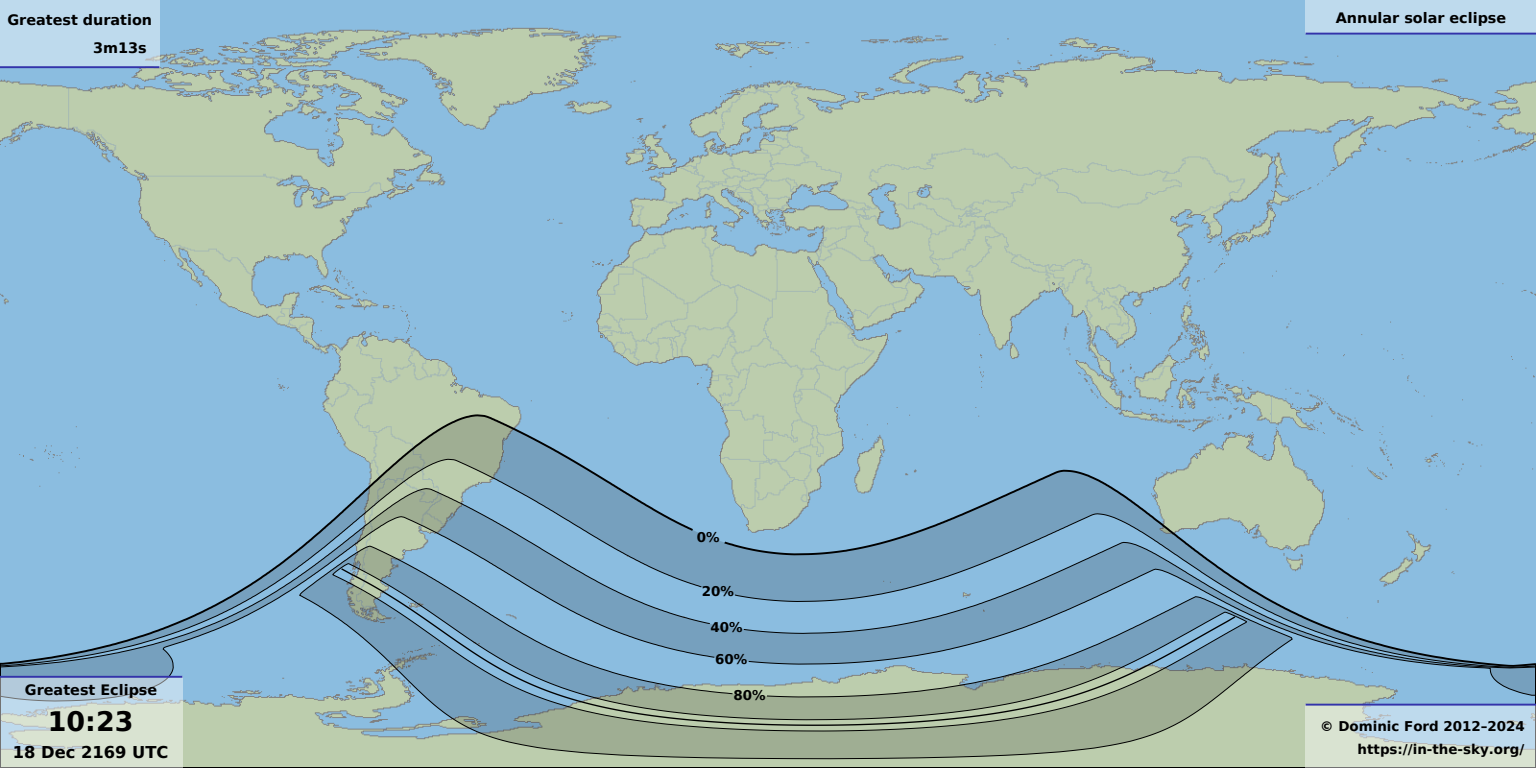 Greatest duration
3m13s
Annular solar eclipse
0%
20%
40%
60%
80%
Greatest Eclipse
10:23
18 Dec 2169 UTC
© Dominic Ford 2012–2024
https://in-the-sky.org/